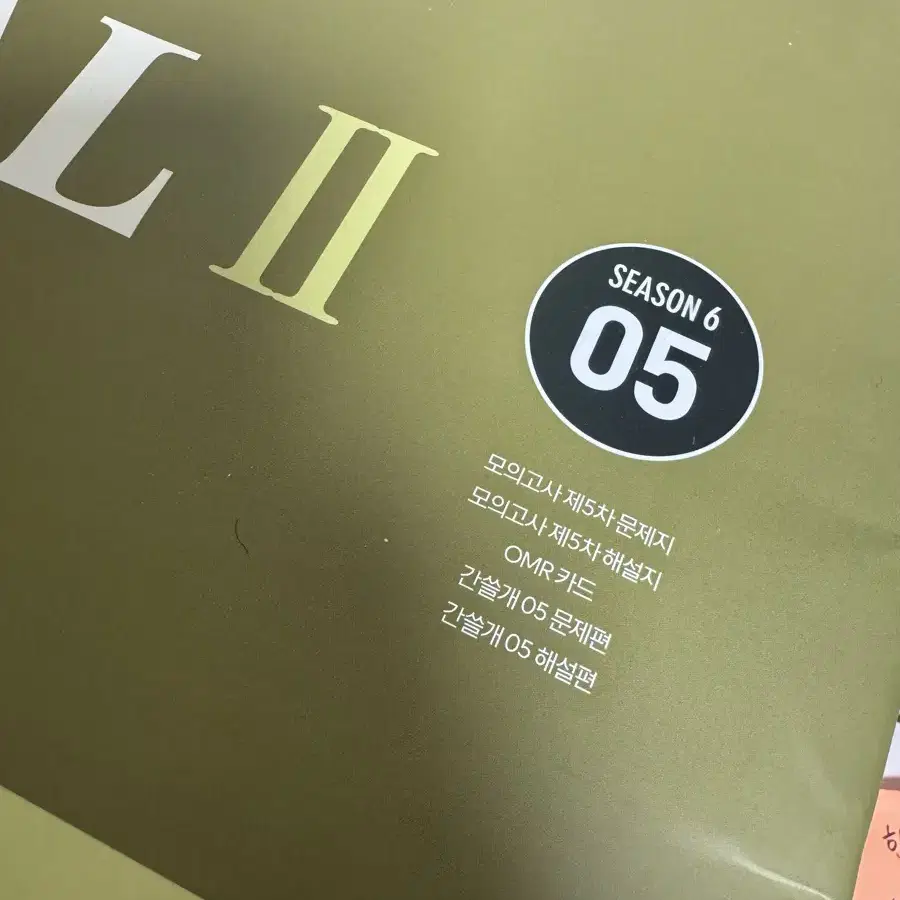 L II
SEASON 6
05
모의고사 제5차 문제지
모의고사 제5차 해설지
OMR 카드
간쓸개 05 문제편
간쓸개 05 해설편